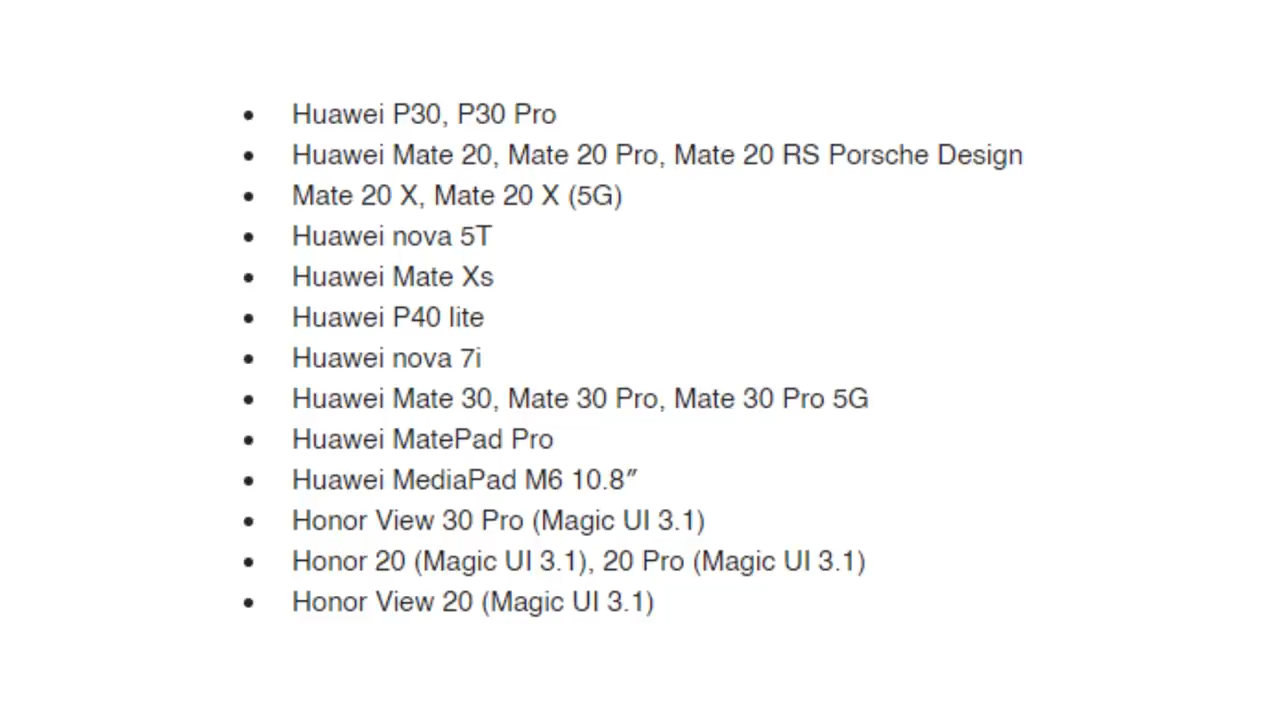 • Huawei P30, P30 Pro
• Huawei Mate 20, Mate 20 Pro, Mate 20 RS Porsche Design
• Mate 20 X, Mate 20 X (5G)
• Huawei nova 5T
• Huawei Mate Xs
• Huawei P40 lite
• Huawei nova 7i
• Huawei Mate 30, Mate 30 Pro, Mate 30 Pro 5G
• Huawei MatePad Pro
• Huawei MediaPad M6 10.8″
• Honor View 30 Pro (Magic UI 3.1)
• Honor 20 (Magic UI 3.1), 20 Pro (Magic UI 3.1)
• Honor View 20 (Magic UI 3.1)